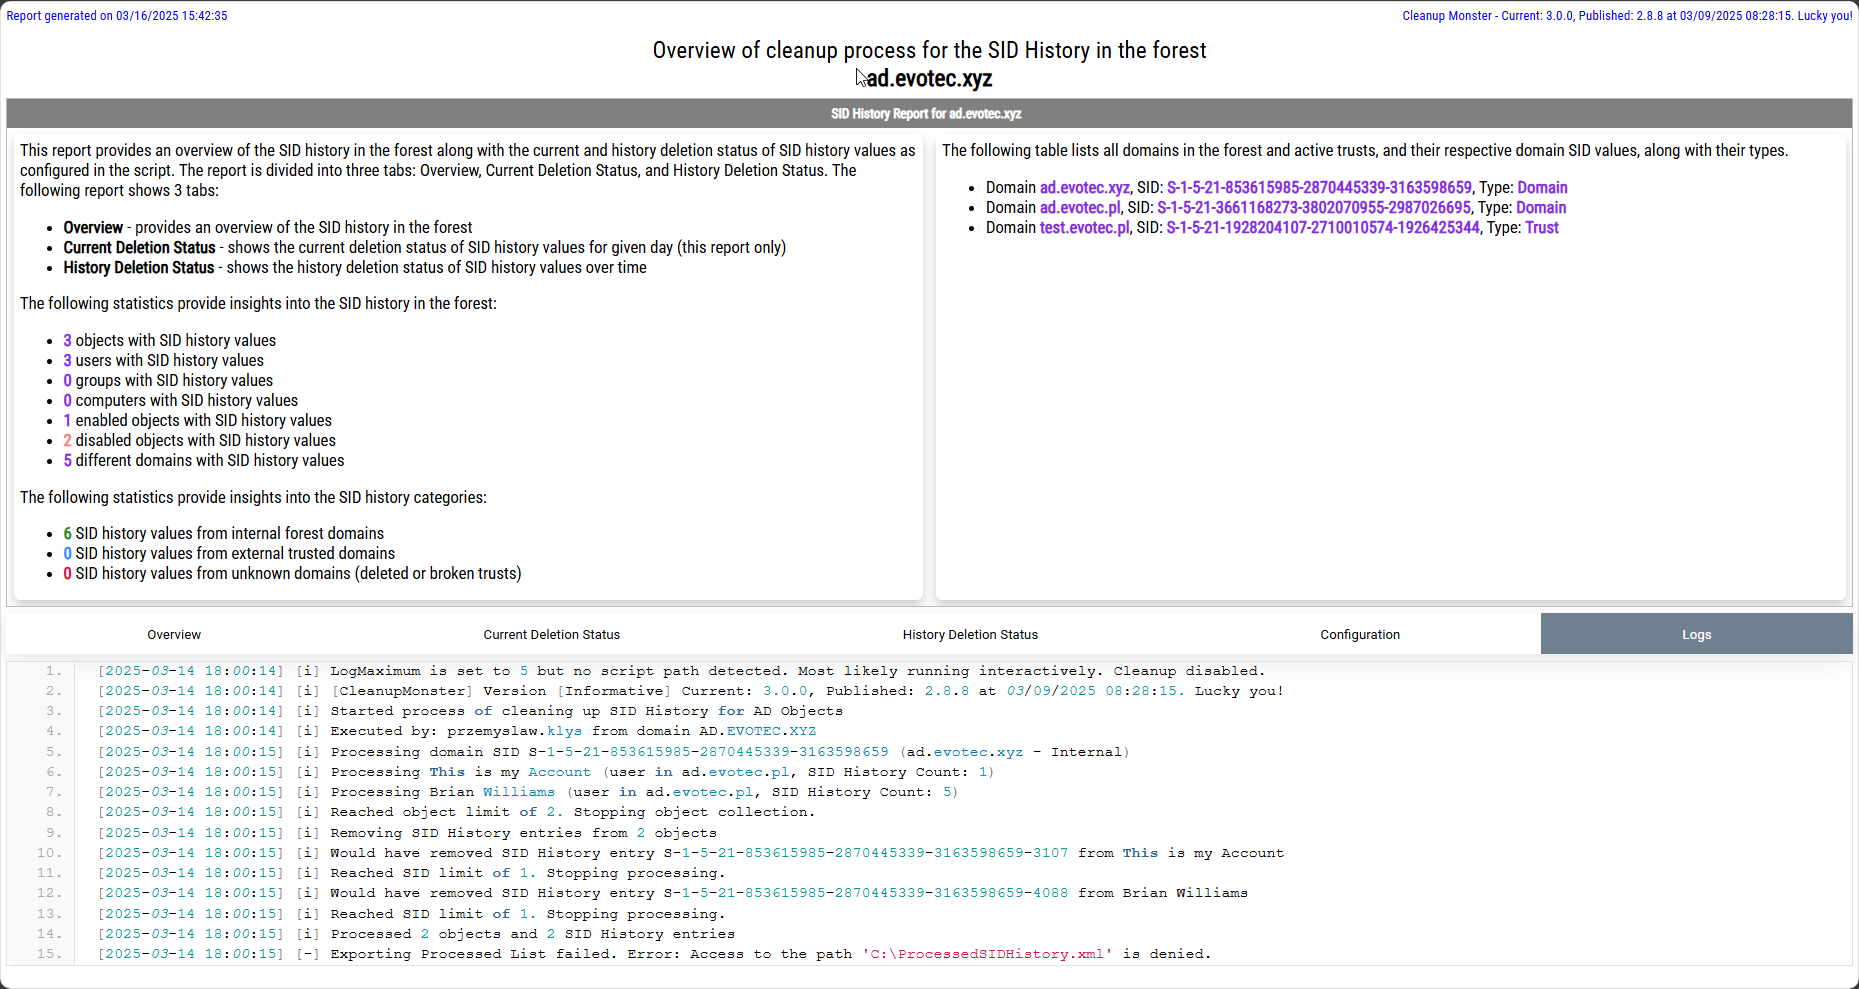 Report generated on 03/16/2025 15:42:35
Cleanup Monster - Current: 3.0.0, Published: 2.8.8 at 03/09/2025 08:28:15. Lucky you!
Overview of cleanup process for the SID History in the forest
ad.evotec.xyz
SID History Report for ad.evotec.xyz
This report provides an overview of the SID history in the forest along with the current and history deletion status of SID history values as
configured in the script. The report is divided into three tabs: Overview, Current Deletion Status, and History Deletion Status. The
following report shows 3 tabs:
Overview - provides an overview of the SID history in the forest
Current Deletion Status - shows the current deletion status of SID history values for given day (this report only)
History Deletion Status - shows the history deletion status of SID history values over time
The following statistics provide insights into the SID history in the forest:
3 objects with SID history values
3 users with SID history values
0 groups with SID history values
0 computers with SID history values
1 enabled objects with SID history values
2 disabled objects with SID history values
5 different domains with SID history values
The following statistics provide insights into the SID history categories:
6 SID history values from internal forest domains
0 SID history values from external trusted domains
0 SID history values from unknown domains (deleted or broken trusts)
The following table lists all domains in the forest and active trusts, and their respective domain SID values, along with their types.
Domain ad.evotec.xyz, SID: S-1-5-21-853615985-2870445339-3163598659, Type: Domain
Domain ad.evotec.pl, SID: S-1-5-21-3661168273-3802070955-2987026695, Type: Domain
Domain test.evotec.pl, SID: S-1-5-21-1928204107-2710010574-1926425344, Type: Trust
Overview
Current Deletion Status
History Deletion Status
Configuration
Logs
1. [2025-03-14 18:00:14] [i] LogMaximum is set to 5 but no script path detected. Most likely running interactively. Cleanup disabled.
2. [2025-03-14 18:00:14] [i] [CleanupMonster] Version [Informative] Current: 3.0.0, Published: 2.8.8 at 03/09/2025 08:28:15. Lucky you!
3. [2025-03-14 18:00:14] [i] Started process of cleaning up SID History for AD Objects
4. [2025-03-14 18:00:14] [i] Executed by: przemyslaw.klys from domain AD.EVOTEC.XYZ
5. [2025-03-14 18:00:15] [i] Processing domain SID S-1-5-21-853615985-2870445339-3163598659 (ad.evotec.xyz - Internal)
6. [2025-03-14 18:00:15] [i] Processing This is my Account (user in ad.evotec.pl, SID History Count: 1)
7. [2025-03-14 18:00:15] [i] Processing Brian Williams (user in ad.evotec.pl, SID History Count: 5)
8. [2025-03-14 18:00:15] [i] Reached object limit of 2. Stopping object collection.
9. [2025-03-14 18:00:15] [i] Removing SID History entries from 2 objects
10. [2025-03-14 18:00:15] [i] Would have removed SID History entry S-1-5-21-853615985-2870445339-3163598659-3107 from This is my Account
11. [2025-03-14 18:00:15] [i] Reached SID limit of 1. Stopping processing.
12. [2025-03-14 18:00:15] [i] Would have removed SID History entry S-1-5-21-853615985-2870445339-3163598659-4088 from Brian Williams
13. [2025-03-14 18:00:15] [i] Reached SID limit of 1. Stopping processing.
14. [2025-03-14 18:00:15] [i] Processed 2 objects and 2 SID History entries
15. [2025-03-14 18:00:15] [-] Exporting Processed List failed. Error: Access to the path 'C:\ProcessedSIDHistory.xml' is denied.